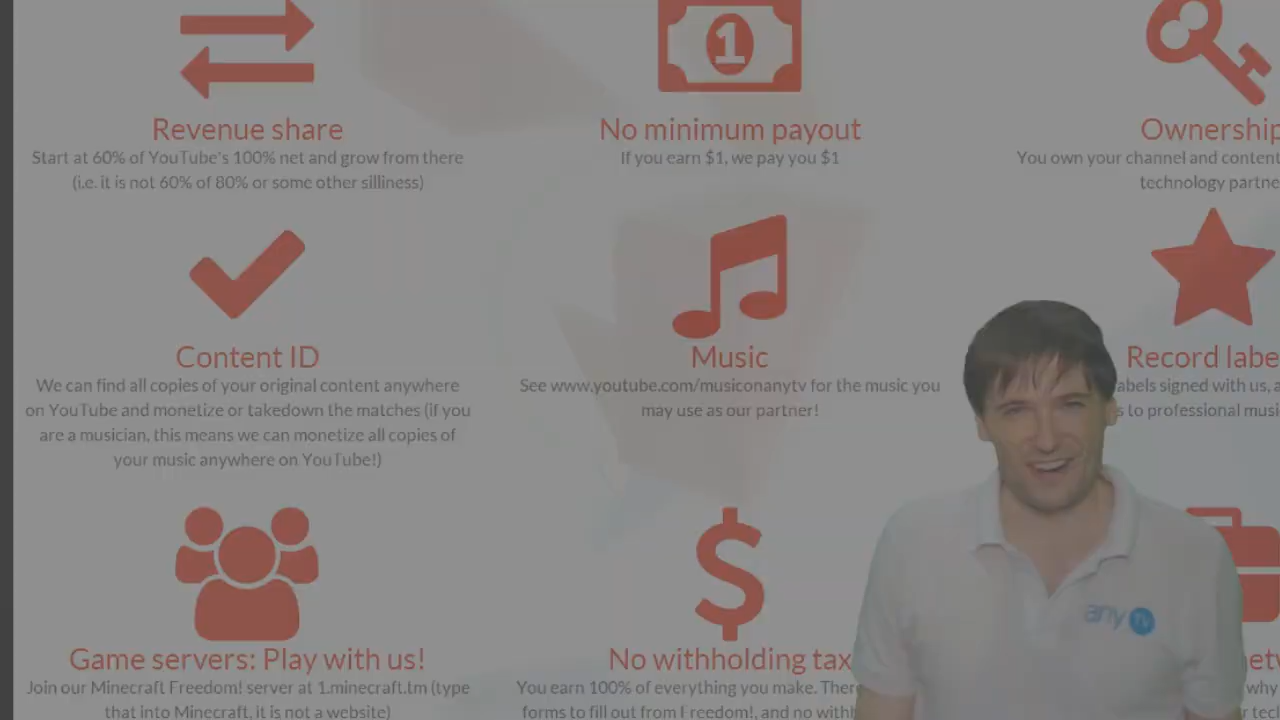 1
Revenue share
Start at 60% of YouTube's 100% net and grow from there
(i.e. it is not 60% of 80% or some other silliness)
No minimum payout
If you earn $1, we pay you $1
Ownership
You own your channel and content
technology partne
Content ID
We can find all copies of your original content anywhere
on YouTube and monetize or takedown the matches (if you
are a musician, this means we can monetize all copies of
your music anywhere on YouTube!)
Music
See www.youtube.com/musiconanytv for the music you
may use as our partner!
Record labe
abels signed with us, a
s to professional musi
Game servers: Play with us!
Join our Minecraft Freedom! server at 1.minecraft.tm (type
that into Minecraft, it is not a website)
No withholding tax
You earn 100% of everything you make. There
forms to fill out from Freedom!, and no withh
any TV
etw
why
r tec